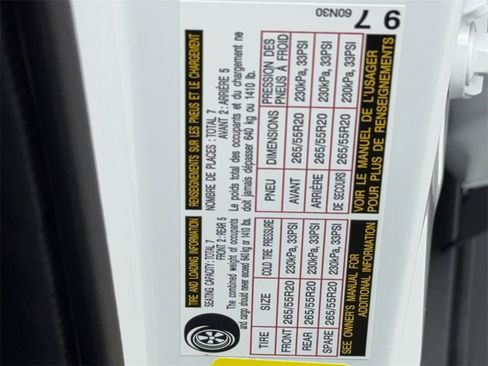 TIRE AND LOADING INFORMATION
SEATING CAPACITY : TOTAL 7
FRONT 2 : REAR 5
The combined weight of occupants
and cargo should never exceed 640 kg or 1410 lb.
TIRE SIZE COLD TIRE PRESSURE
FRONT 265/55R20 230kPa, 33PSI
REAR 265/55R20 230kPa, 33PSI
SPARE 265/55R20 230kPa, 33PSI
SEE OWNER'S MANUAL FOR
ADDITIONAL INFORMATION
RENSEIGNEMENTS SUR LES PNEUS ET LE CHARGEMENT
NOMBRE DE PLACES : TOTAL 7
AVANT 2 : ARRIÈRE 5
Le poids total des occupants et du chargement ne
doit jamais dépasser 640 kg ou 1410 lb.
PNEU DIMENSIONS PRESSION DES
PNEUS À FROID
AVANT 265/55R20 230kPa, 33PSI
ARRIÈRE 265/55R20 230kPa, 33PSI
DE SECOURS 265/55R20 230kPa, 33PSI
VOIR LE MANUEL DE L'USAGER
POUR PLUS DE RENSEIGNEMENTS
60N30
9 7